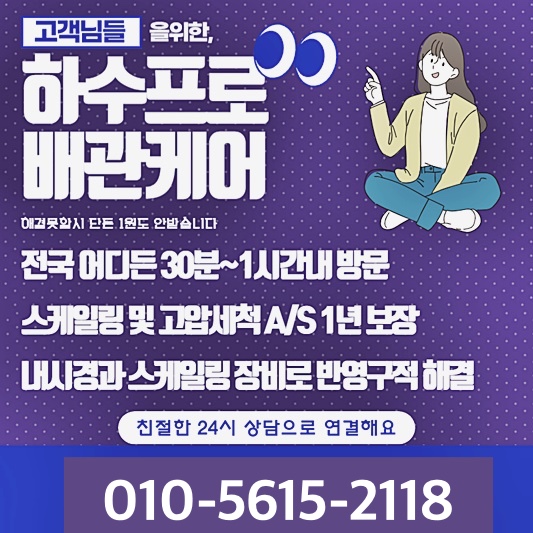 고객님들 을위한,
하수프로
배관케어
해결못할시 단돈 1원도 안받습니다
전국 어디든 30분~1시간내 방문
스케일링 및 고압세척 A/S 1년 보장
내시경과 스케일링 장비로 반영구적 해결
친절한 24시 상담으로 연결해요
010-5615-2118